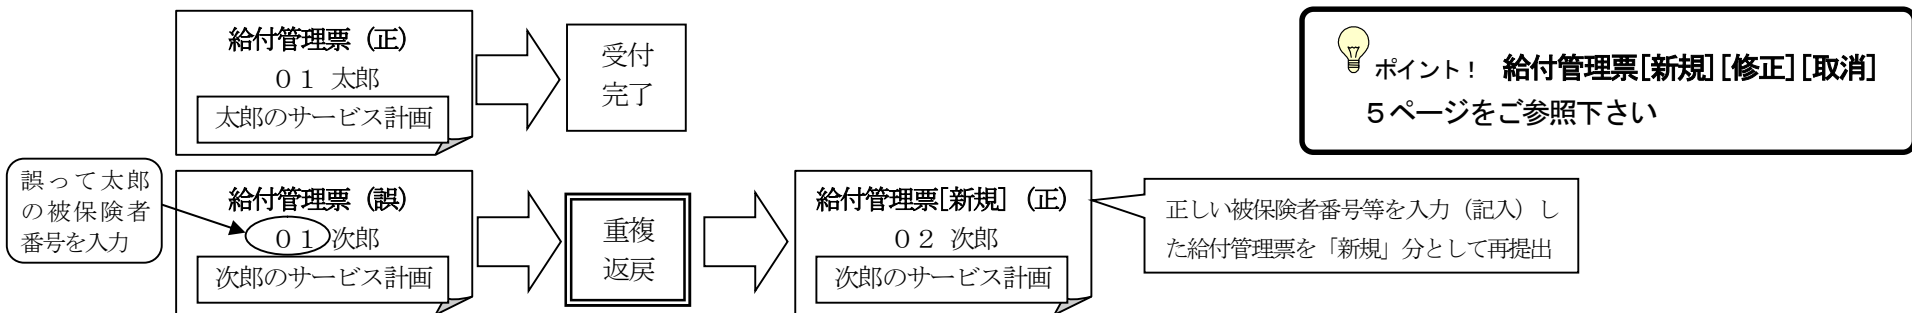 給付管理票（正）
０１ 太郎
太郎のサービス計画
受付
完了
ポイント！ 給付管理票[新規][修正][取消]
５ページをご参照下さい
誤って太郎
の被保険者
番号を入力
給付管理票（誤）
０１ 次郎
次郎のサービス計画
重複
返戻
給付管理票[新規]（正）
０２ 次郎
次郎のサービス計画
正しい被保険者番号等を入力（記入）し
た給付管理票を「新規」分として再提出